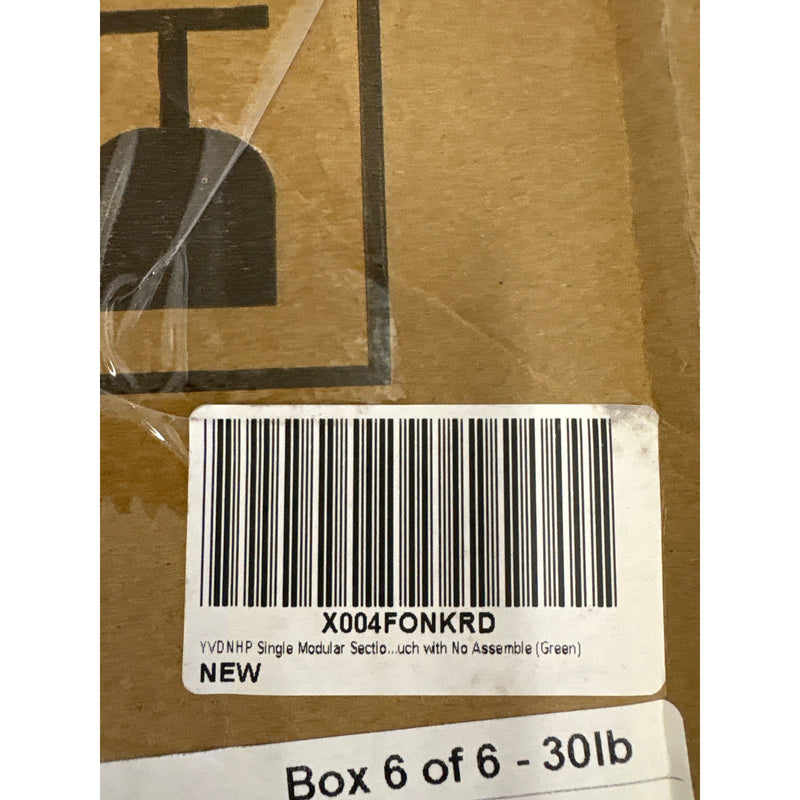 X004FONKRD
YVDNHP Single Modular Sectio...uch with No Assemble (Green)
NEW
Box 6 of 6 - 30lb